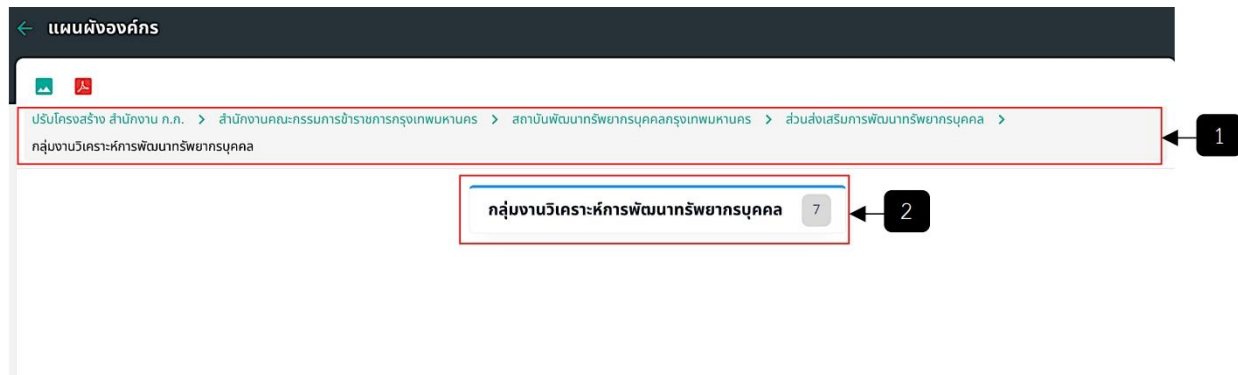 แผนผังองค์กร
ปรับโครงสร้าง สำนักงาน ก.ก. > สำนักงานคณะกรรมการข้าราชการกรุงเทพมหานคร > สถาบันพัฒนาทรัพยากรบุคคลกรุงเทพมหานคร > ส่วนส่งเสริมการพัฒนาทรัพยากรบุคคล >
กลุ่มงานวิเคราะห์การพัฒนาทรัพยากรบุคคล
1
กลุ่มงานวิเคราะห์การพัฒนาทรัพยากรบุคคล 7
2